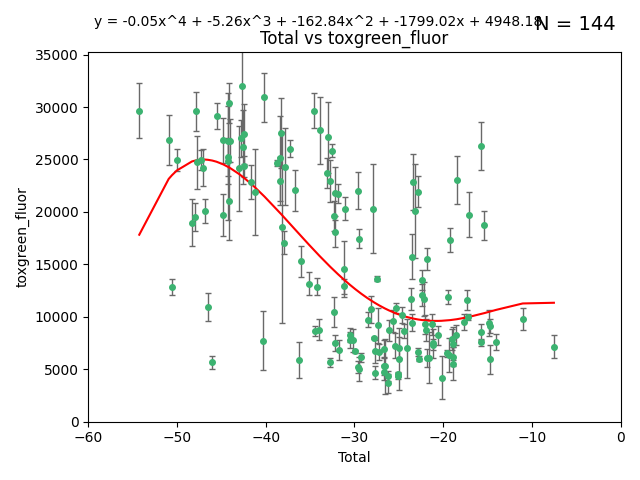 y = -0.05x^4 + -5.26x^3 + -162.84x^2 + -1799.02x + 4948.18
N = 144
Total vs toxgreen_fluor
35000
30000
25000
20000
15000
10000
5000
0
toxgreen_fluor
−60 −50 −40 −30 −20 −10 0
Total